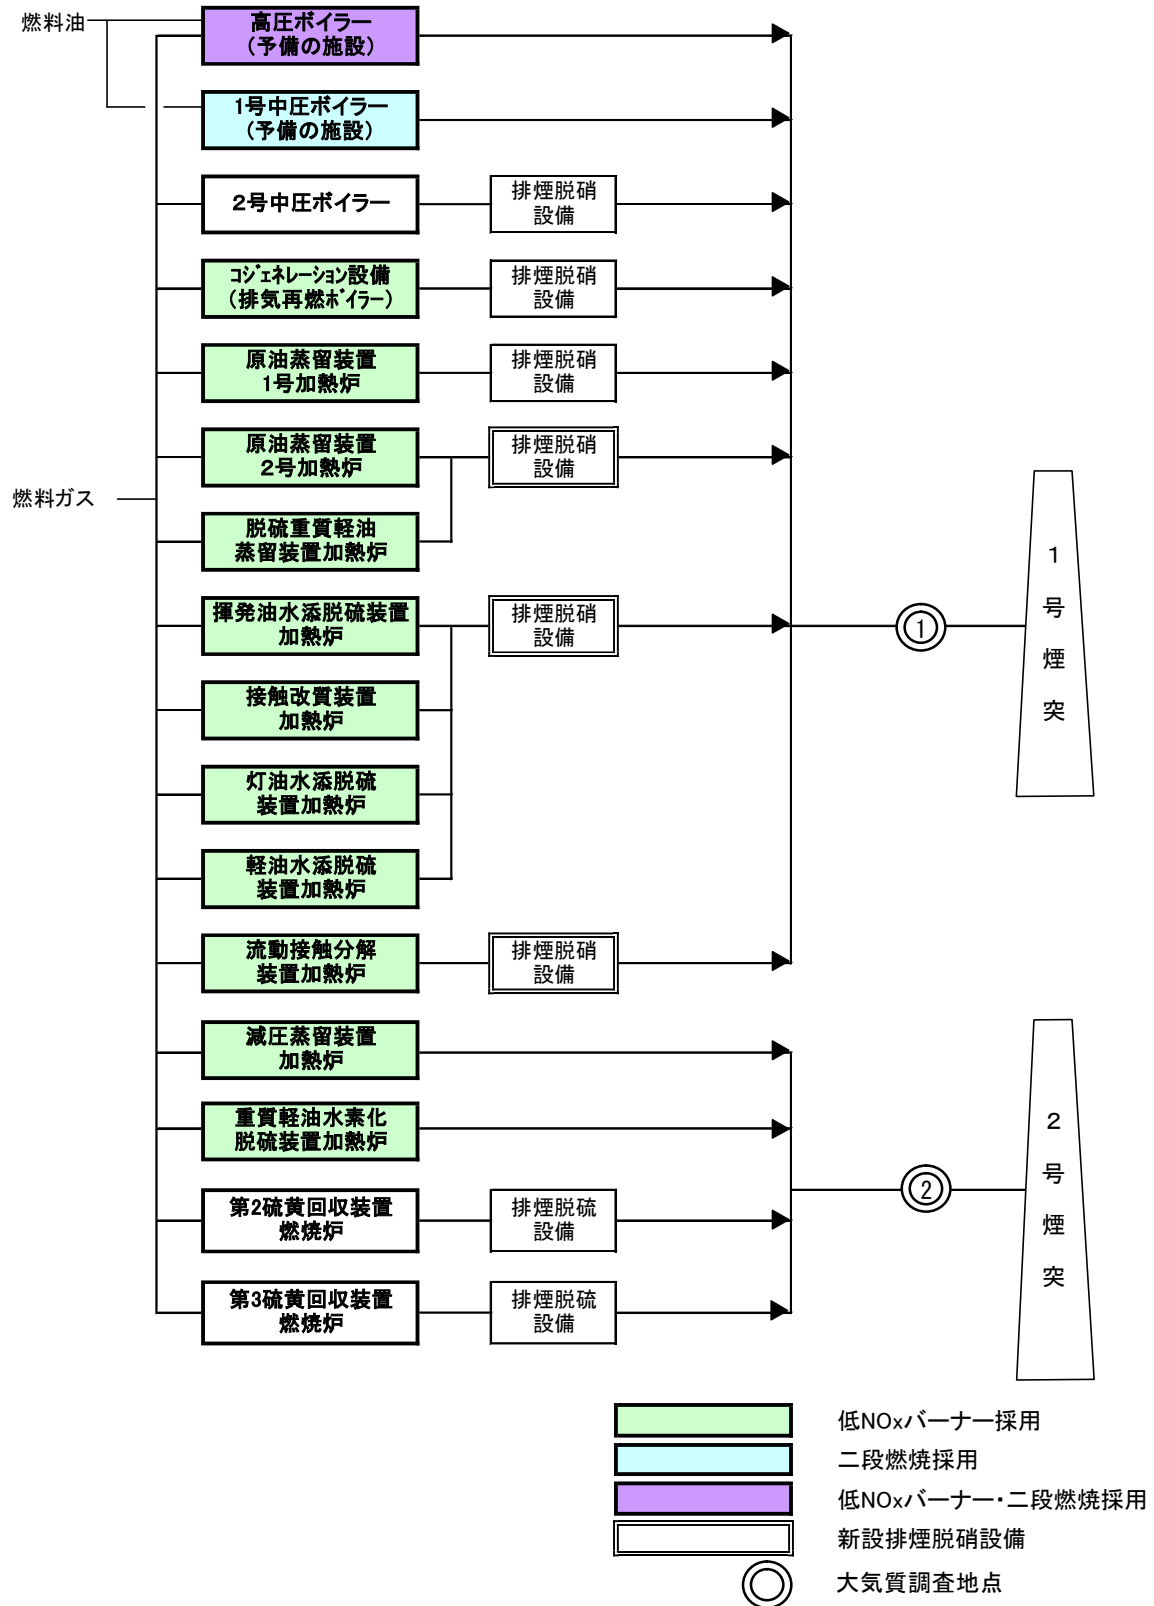 燃料油
高圧ボイラー
（予備の施設）
1号中圧ボイラー
（予備の施設）
２号中圧ボイラー
排煙脱硝
設備
ｺｼﾞｪﾈﾚｰｼｮﾝ設備
（排気再燃ﾎﾞｲﾗｰ）
排煙脱硝
設備
原油蒸留装置
1号加熱炉
排煙脱硝
設備
原油蒸留装置
２号加熱炉
排煙脱硝
設備
燃料ガス
脱硫重質軽油
蒸留装置加熱炉
揮発油水添脱硫装置
加熱炉
排煙脱硝
設備
①
１号煙突
接触改質装置
加熱炉
灯油水添脱硫
装置加熱炉
軽油水添脱硫
装置加熱炉
流動接触分解
装置加熱炉
排煙脱硝
設備
減圧蒸留装置
加熱炉
重質軽油水素化
脱硫装置加熱炉
②
２号煙突
第2硫黄回収装置
燃焼炉
排煙脱硫
設備
第3硫黄回収装置
燃焼炉
排煙脱硫
設備
低NOxバーナー採用
二段燃焼採用
低NOxバーナー・二段燃焼採用
新設排煙脱硝設備
大気質調査地点